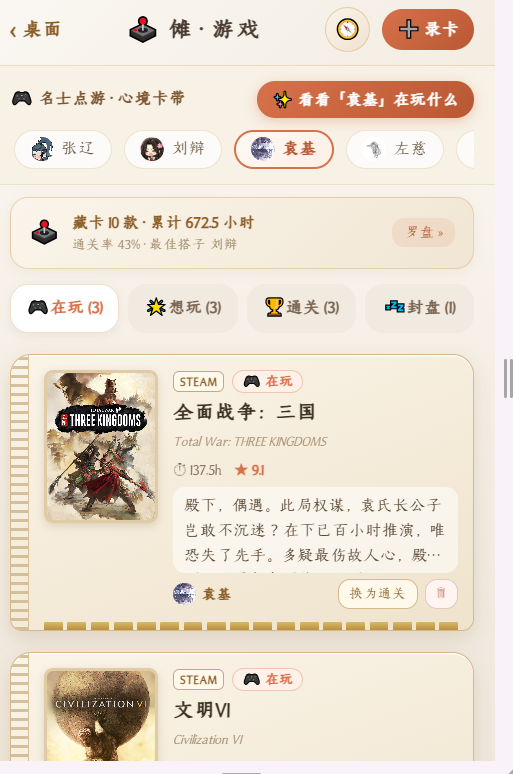 ‹ 桌面
傩·游戏
录卡
名士点游·心境卡带
看看「袁基」在玩什么
张辽
刘辩
袁基
左慈
藏卡 10 款·累计 672.5 小时
通关率 43%·最佳搭子 刘辩
罗盘 »
在玩 (3)
想玩 (3)
通关 (3)
封盘 (1)
TOTAL WAR
THREE KINGDOMS
STEAM
在玩
全面战争：三国
Total War: THREE KINGDOMS
137.5h ★ 9.1
殿下，偶遇。此局权谋，袁氏长公子
岂敢不沉迷？在下已百小时推演，唯
恐失了先手。多疑最伤故人心，殿…
袁基
换为通关
CIVILIZATION VI
STEAM
在玩
文明VI
Civilization VI